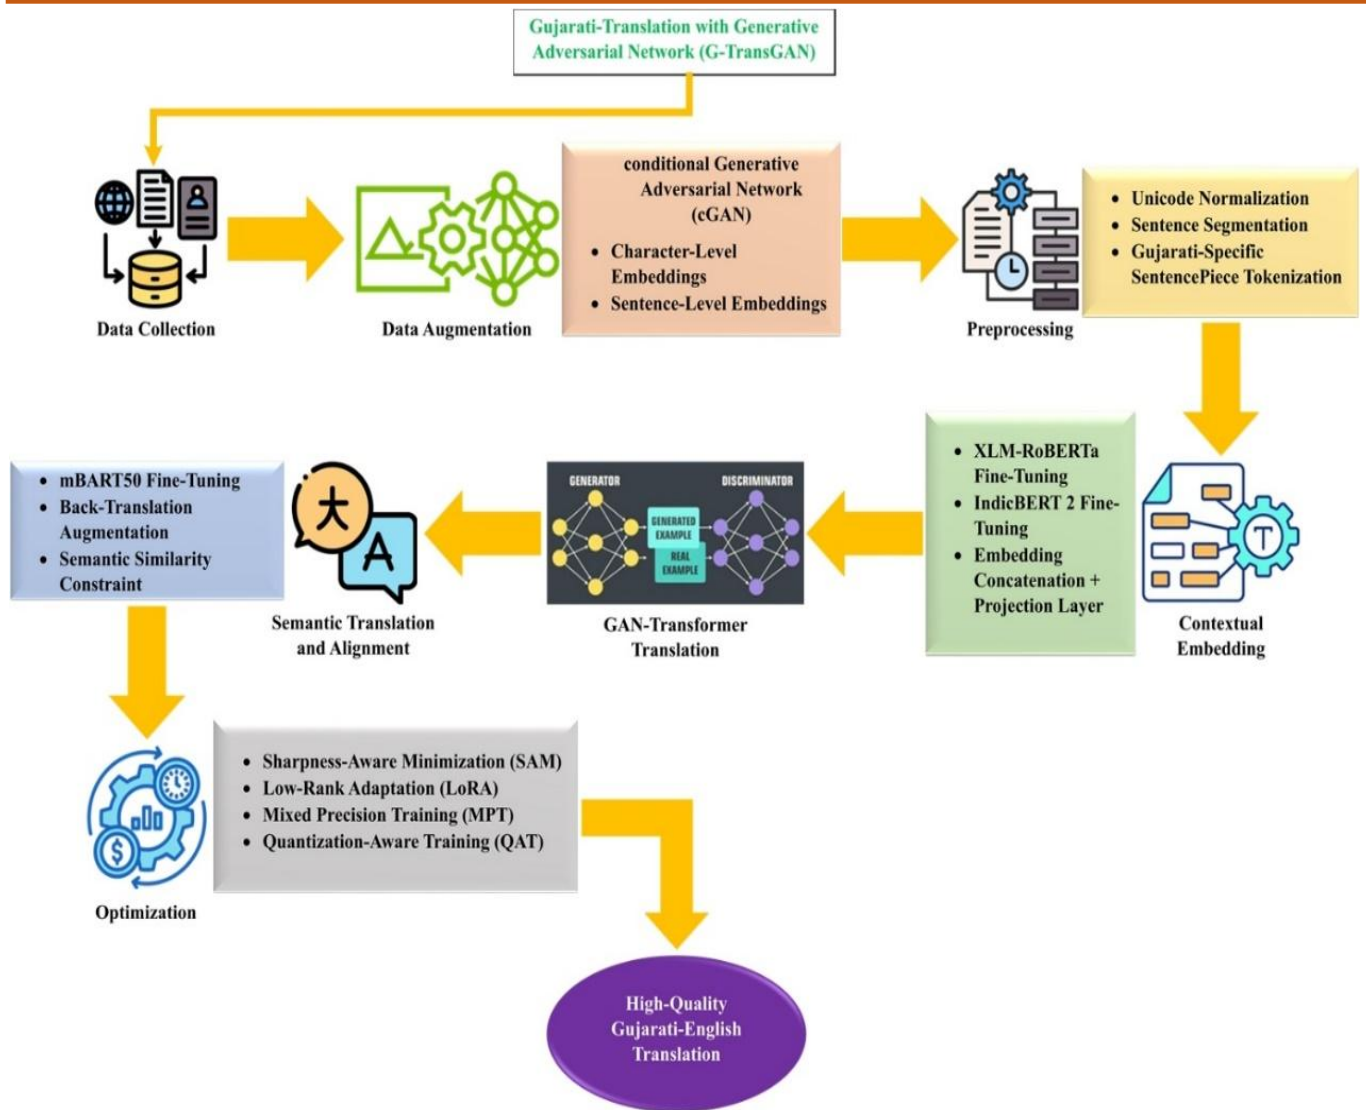 Gujarati-Translation with Generative
Adversarial Network (G-TransGAN)
conditional Generative
Adversarial Network
(cGAN)
• Character-Level
Embeddings
• Sentence-Level Embeddings
• Unicode Normalization
• Sentence Segmentation
• Gujarati-Specific
SentencePiece Tokenization
Data Collection
Data Augmentation
Preprocessing
• XLM-RoBERTa
Fine-Tuning
• IndicBERT 2 Fine-
Tuning
• Embedding
Concatenation +
Projection Layer
T
Contextual
Embedding
GENERATOR
DISCRIMINATOR
GENERATED
EXAMPLE
REAL
EXAMPLE
GAN-Transformer
Translation
大
A
Semantic Translation
and Alignment
• mBART50 Fine-Tuning
• Back-Translation
Augmentation
• Semantic Similarity
Constraint
$
Optimization
• Sharpness-Aware Minimization (SAM)
• Low-Rank Adaptation (LoRA)
• Mixed Precision Training (MPT)
• Quantization-Aware Training (QAT)
High-Quality
Gujarati-English
Translation